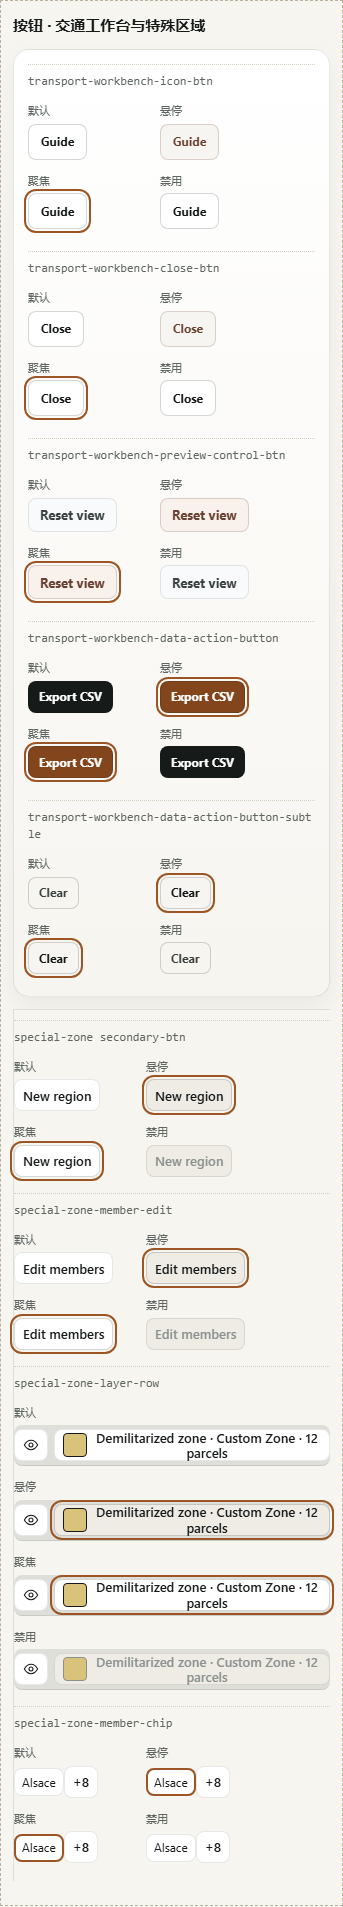 按钮 · 交通工作台与特殊区域
transport-workbench-icon-btn
默认 悬停
Guide Guide
聚焦 禁用
Guide Guide
transport-workbench-close-btn
默认 悬停
Close Close
聚焦 禁用
Close Close
transport-workbench-preview-control-btn
默认 悬停
Reset view Reset view
聚焦 禁用
Reset view Reset view
transport-workbench-data-action-button
默认 悬停
Export CSV Export CSV
聚焦 禁用
Export CSV Export CSV
transport-workbench-data-action-button-subt
le
默认 悬停
Clear Clear
聚焦 禁用
Clear Clear
special-zone secondary-btn
默认 悬停
New region New region
聚焦 禁用
New region New region
special-zone-member-edit
默认 悬停
Edit members Edit members
聚焦 禁用
Edit members Edit members
special-zone-layer-row
默认
Demilitarized zone · Custom Zone · 12
parcels
悬停
Demilitarized zone · Custom Zone · 12
parcels
聚焦
Demilitarized zone · Custom Zone · 12
parcels
禁用
Demilitarized zone · Custom Zone · 12
parcels
special-zone-member-chip
默认 悬停
Alsace +8 Alsace +8
聚焦 禁用
Alsace +8 Alsace +8